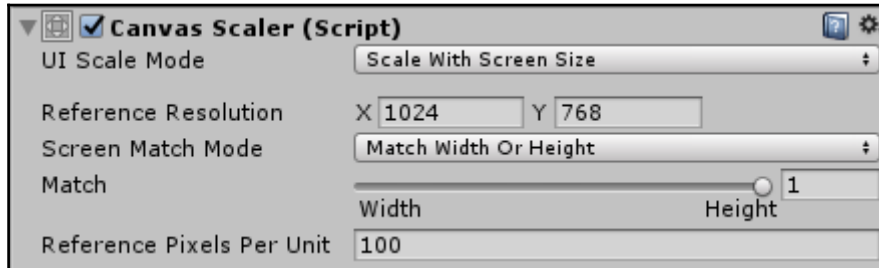 Canvas Scaler (Script)
UI Scale Mode Scale With Screen Size
Reference Resolution X 1024 Y 768
Screen Match Mode Match Width Or Height
Match 1
Width Height
Reference Pixels Per Unit 100